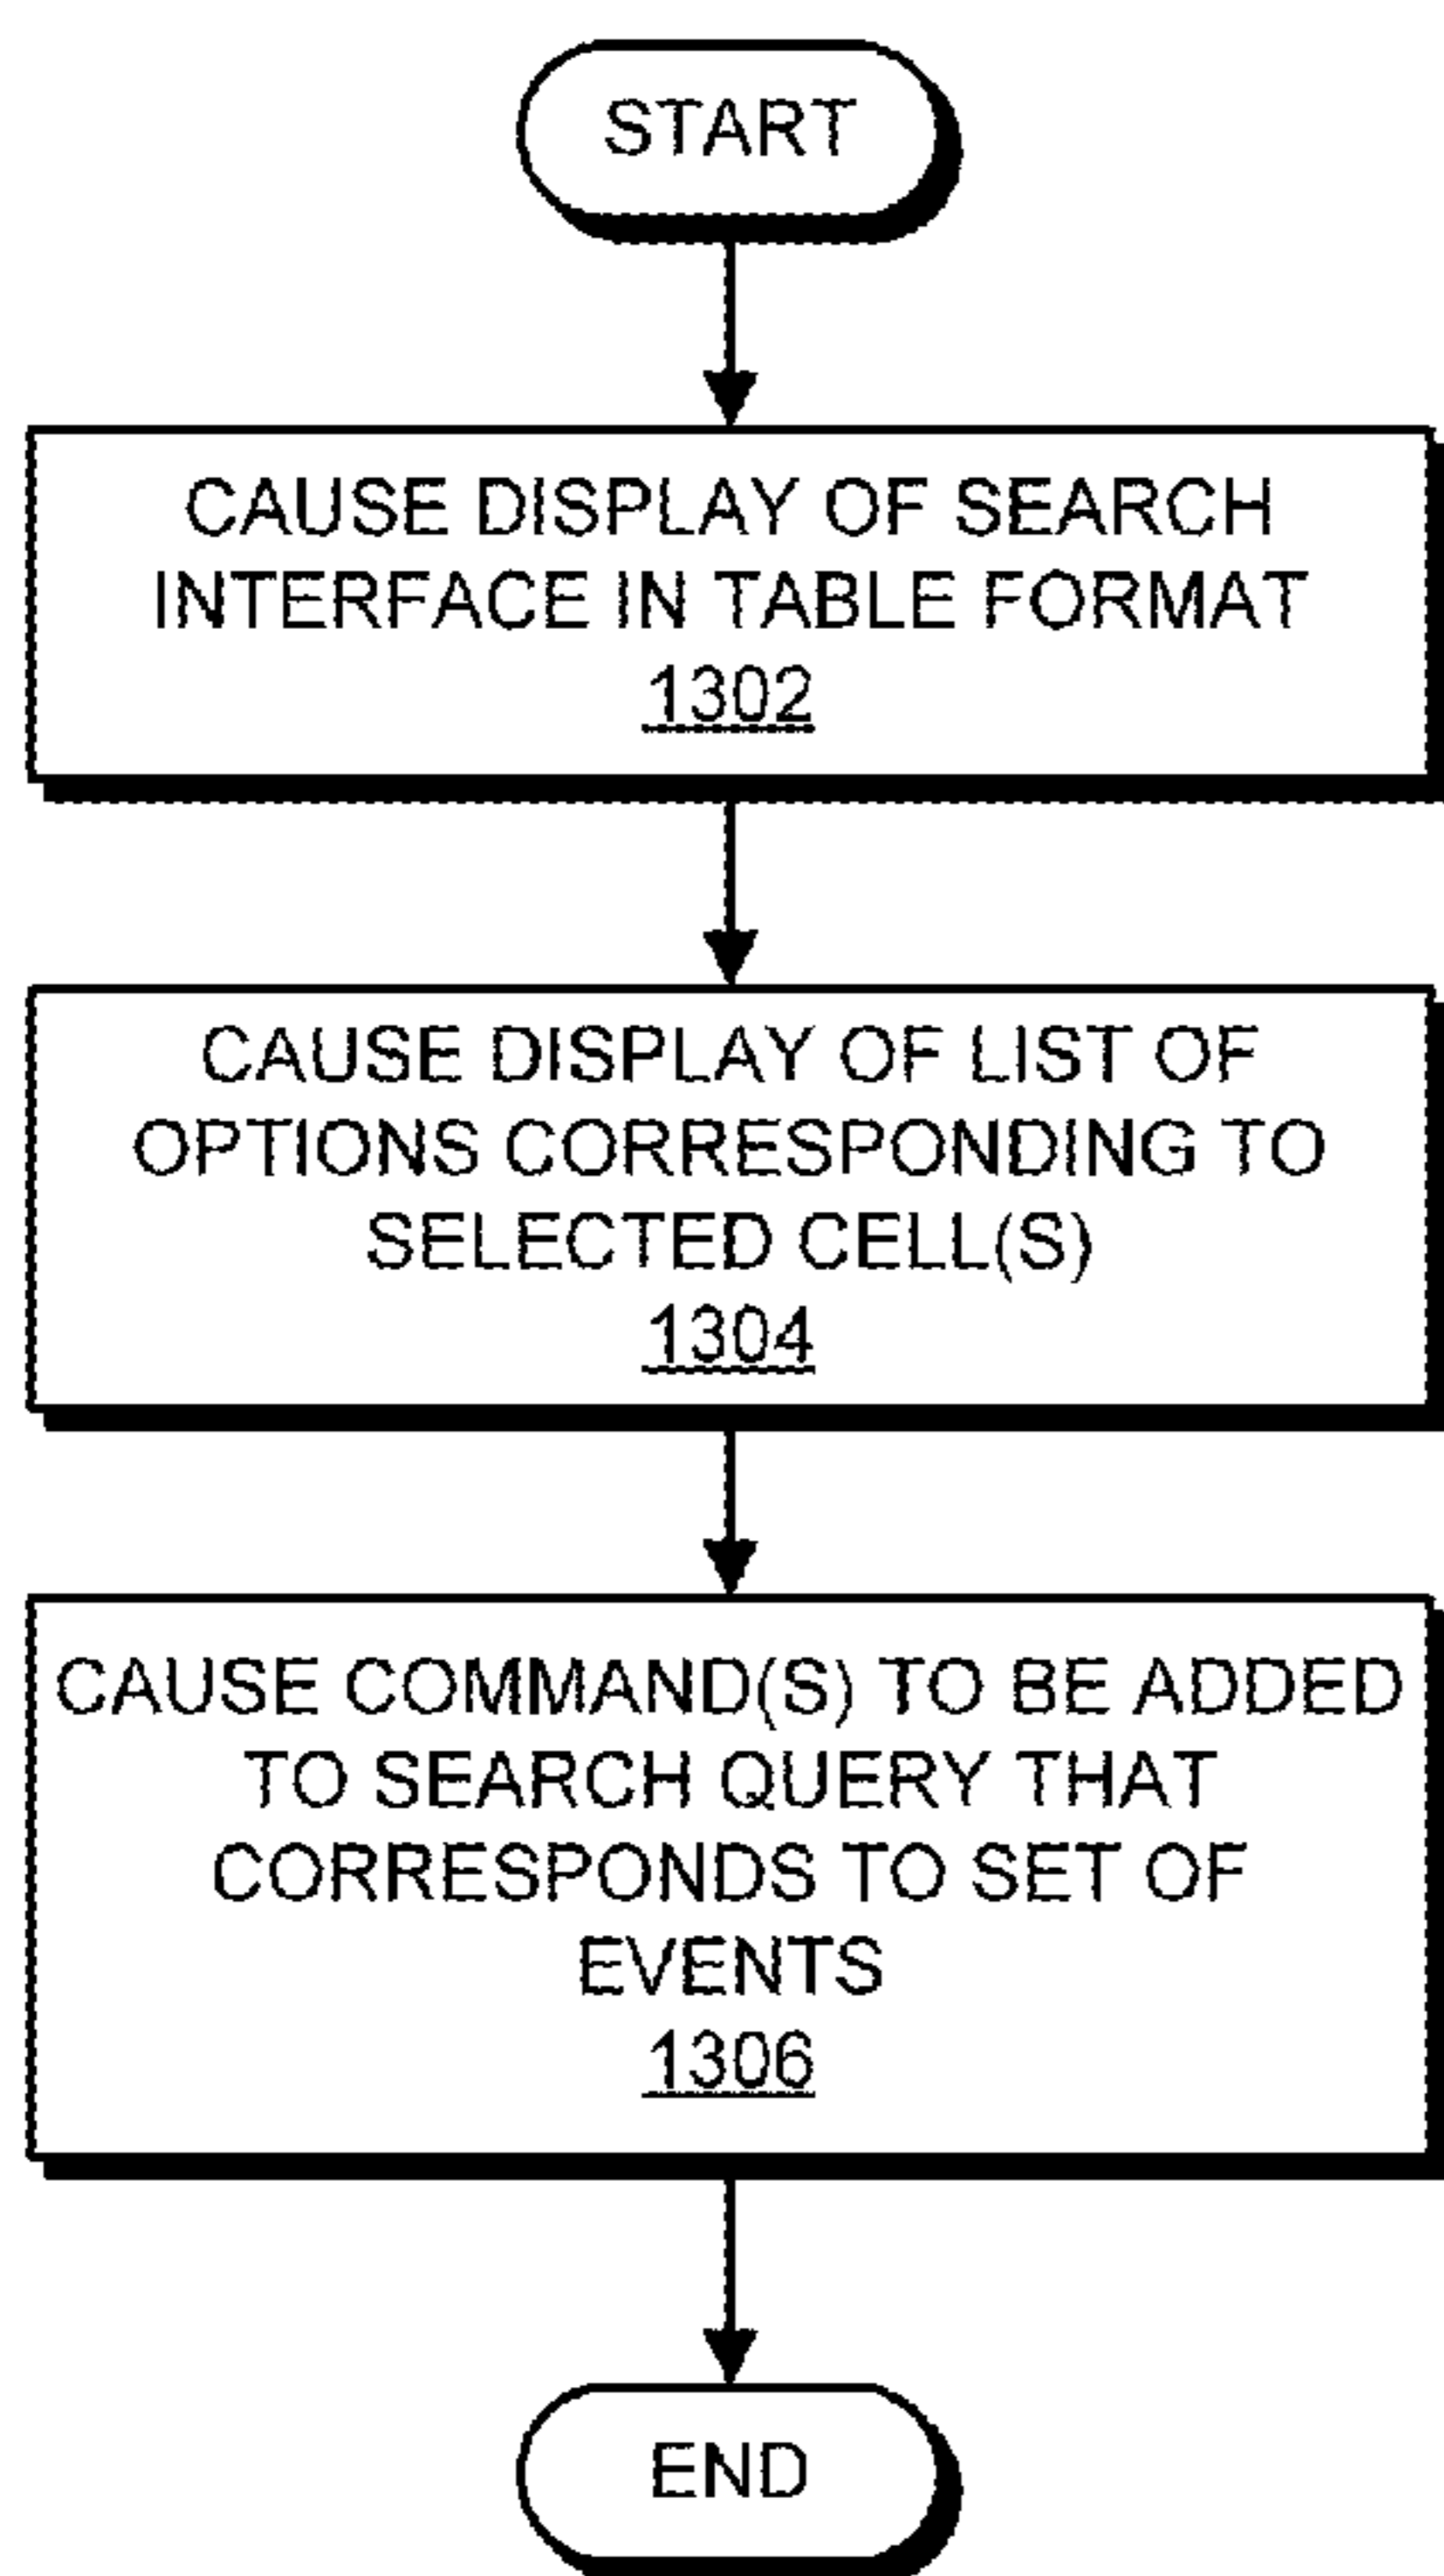 START
CAUSE DISPLAY OF SEARCH
INTERFACE IN TABLE FORMAT
1302
CAUSE DISPLAY OF LIST OF
OPTIONS CORRESPONDING TO
SELECTED CELL(S)
1304
CAUSE COMMAND(S) TO BE ADDED
TO SEARCH QUERY THAT
CORRESPONDS TO SET OF
EVENTS
1306
END